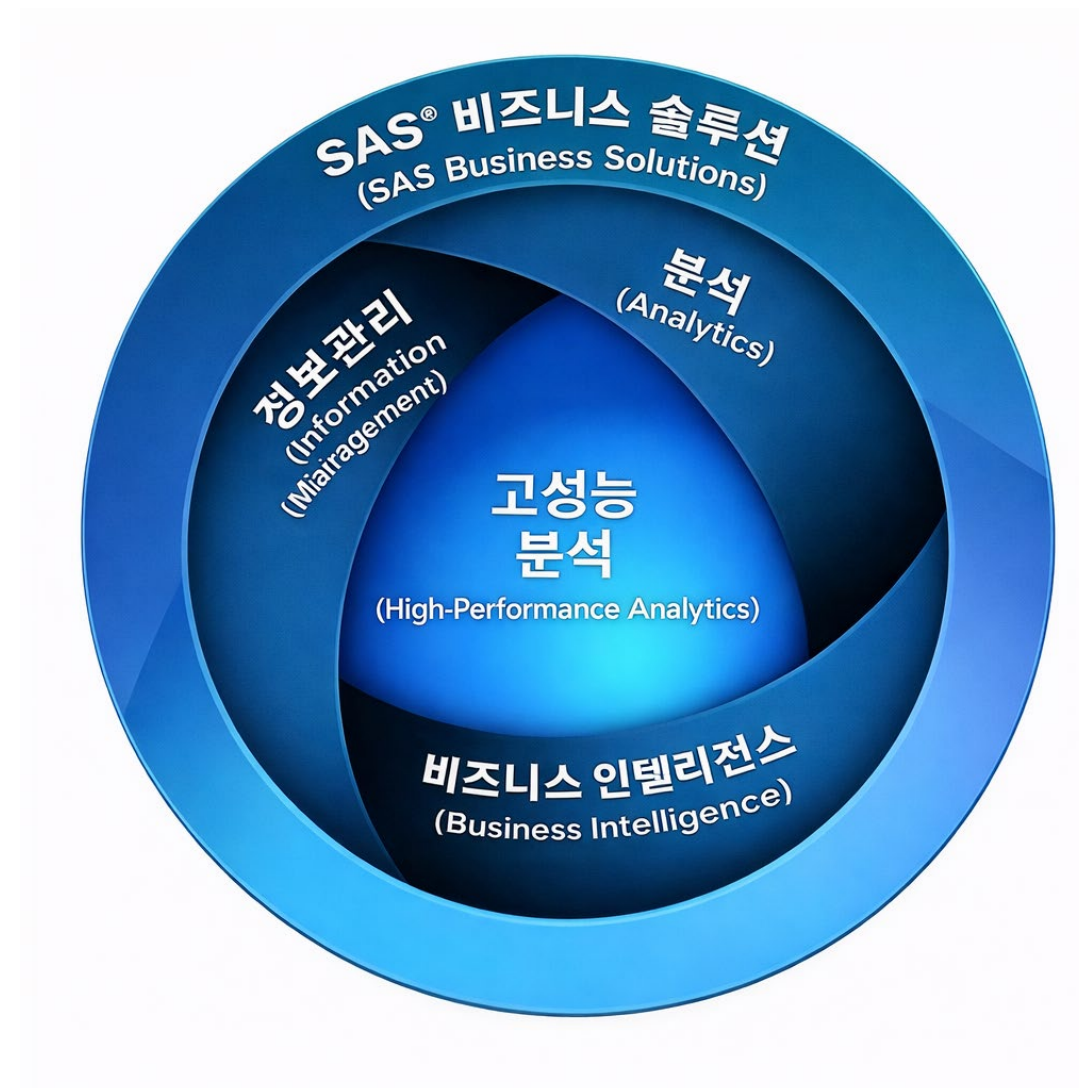 SAS® 비즈니스 솔루션
(SAS Business Solutions)
분석
(Analytics)
정보관리
(Information
(Miairagement)
고성능
분석
(High-Performance Analytics)
비즈니스 인텔리전스
(Business Intelligence)